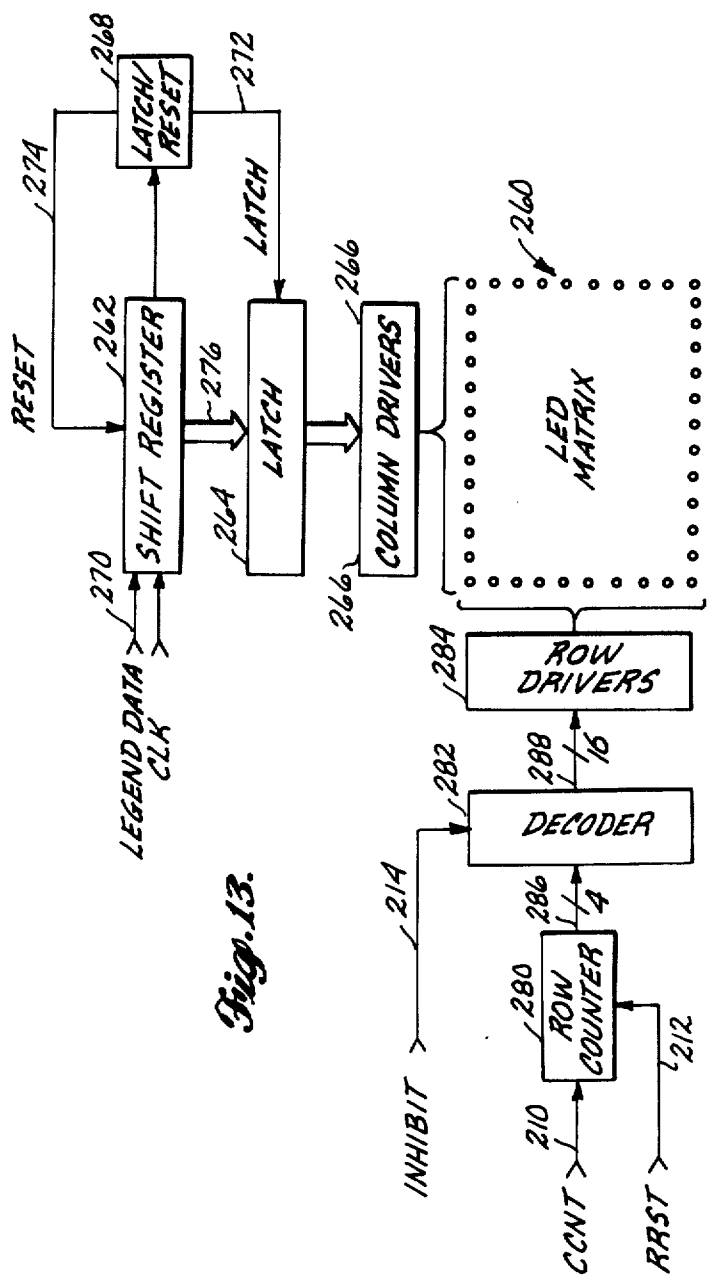 RESET
274
268
LATCH/
RESET
272
LATCH
262
SHIFT REGISTER
270
LEGEND DATA
CLK
276
264
LATCH
266
COLUMN DRIVERS
266
260
LED
MATRIX
284
ROW
DRIVERS
288
16
282
DECODER
286
4
INHIBIT
214
280
ROW
COUNTER
CCNT
210
RRST
212
Fig. 13.